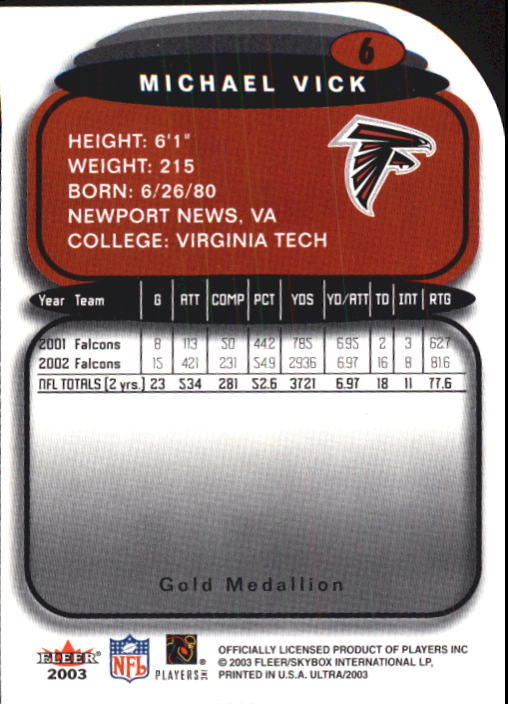 6
MICHAEL VICK
HEIGHT: 6'1"
WEIGHT: 215
BORN: 6/26/80
NEWPORT NEWS, VA
COLLEGE: VIRGINIA TECH
Year Team G ATT COMP PCT YDS YD/ATT TD INT RTG
2001 Falcons 8 113 50 44.2 785 6.95 2 3 62.7
2002 Falcons 15 421 231 54.9 2936 6.97 16 8 81.6
NFL TOTALS (2 yrs.) 23 534 281 52.6 3721 6.97 18 11 77.6
Gold Medallion
FLEER®
2003
NFL
PLAYERS INC
OFFICIALLY LICENSED PRODUCT OF PLAYERS INC
© 2003 FLEER/SKYBOX INTERNATIONAL LP,
PRINTED IN U.S.A. ULTRA/2003